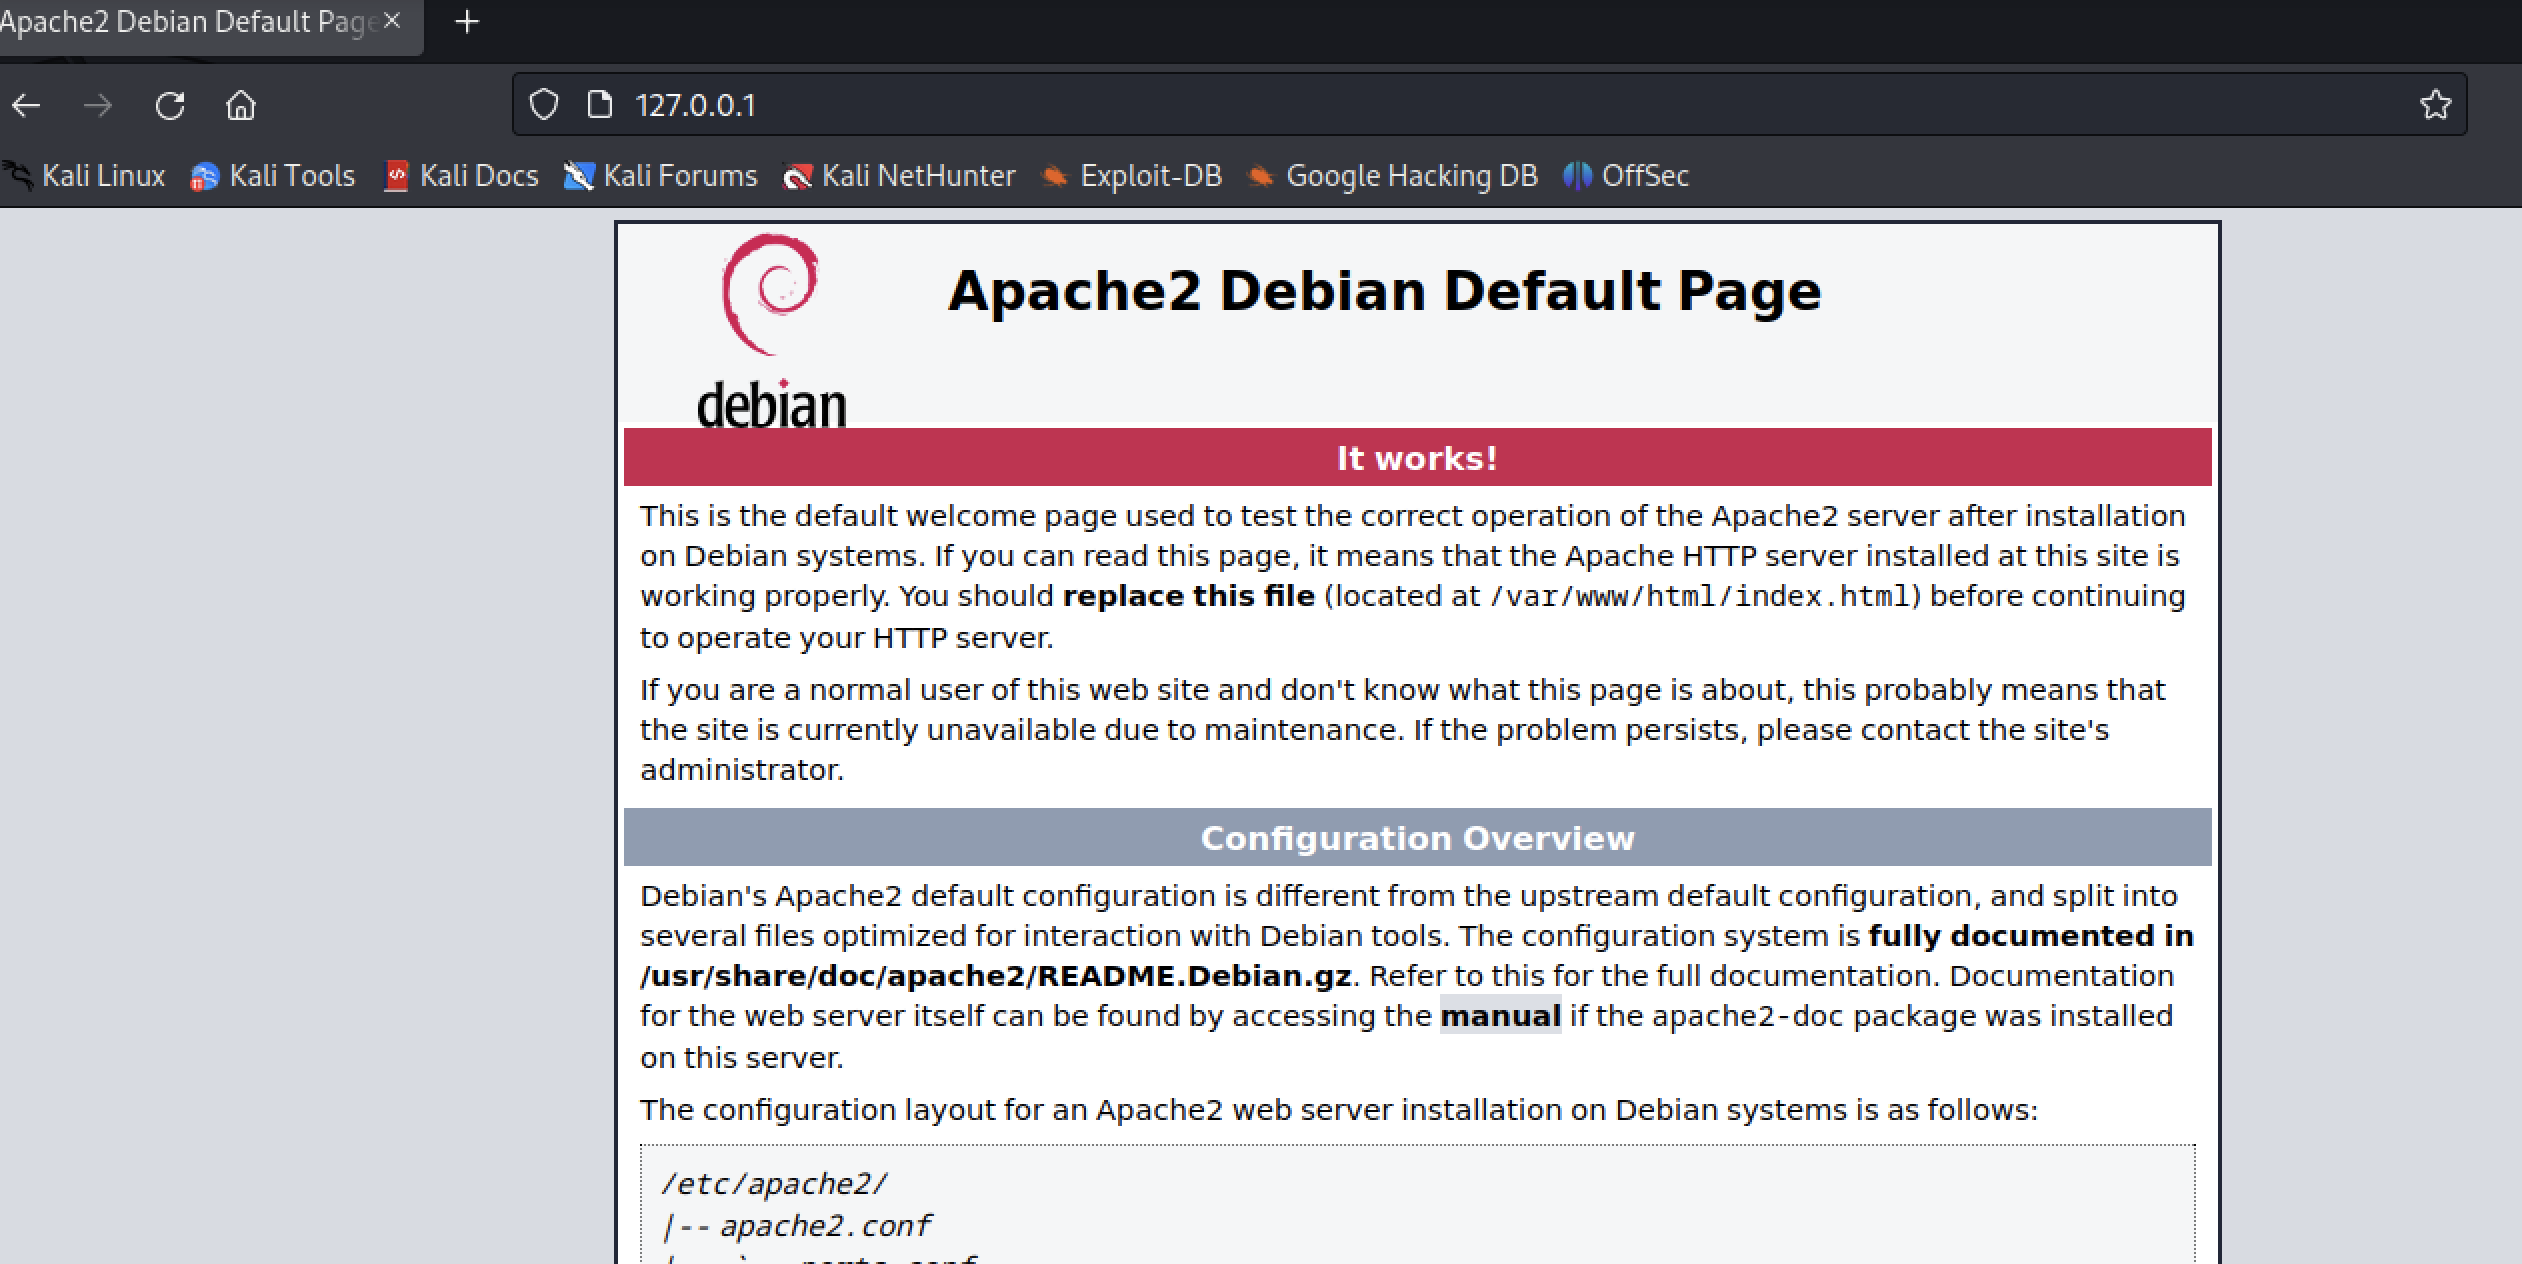 Apache2 Debian Default Page
127.0.0.1
Kali Linux Kali Tools Kali Docs Kali Forums Kali NetHunter Exploit-DB Google Hacking DB OffSec
Apache2 Debian Default Page
debian
It works!
This is the default welcome page used to test the correct operation of the Apache2 server after installation
on Debian systems. If you can read this page, it means that the Apache HTTP server installed at this site is
working properly. You should replace this file (located at /var/www/html/index.html) before continuing
to operate your HTTP server.
If you are a normal user of this web site and don't know what this page is about, this probably means that
the site is currently unavailable due to maintenance. If the problem persists, please contact the site's
administrator.
Configuration Overview
Debian's Apache2 default configuration is different from the upstream default configuration, and split into
several files optimized for interaction with Debian tools. The configuration system is fully documented in
/usr/share/doc/apache2/README.Debian.gz. Refer to this for the full documentation. Documentation
for the web server itself can be found by accessing the manual if the apache2-doc package was installed
on this server.
The configuration layout for an Apache2 web server installation on Debian systems is as follows:
/etc/apache2/
|-- apache2.conf